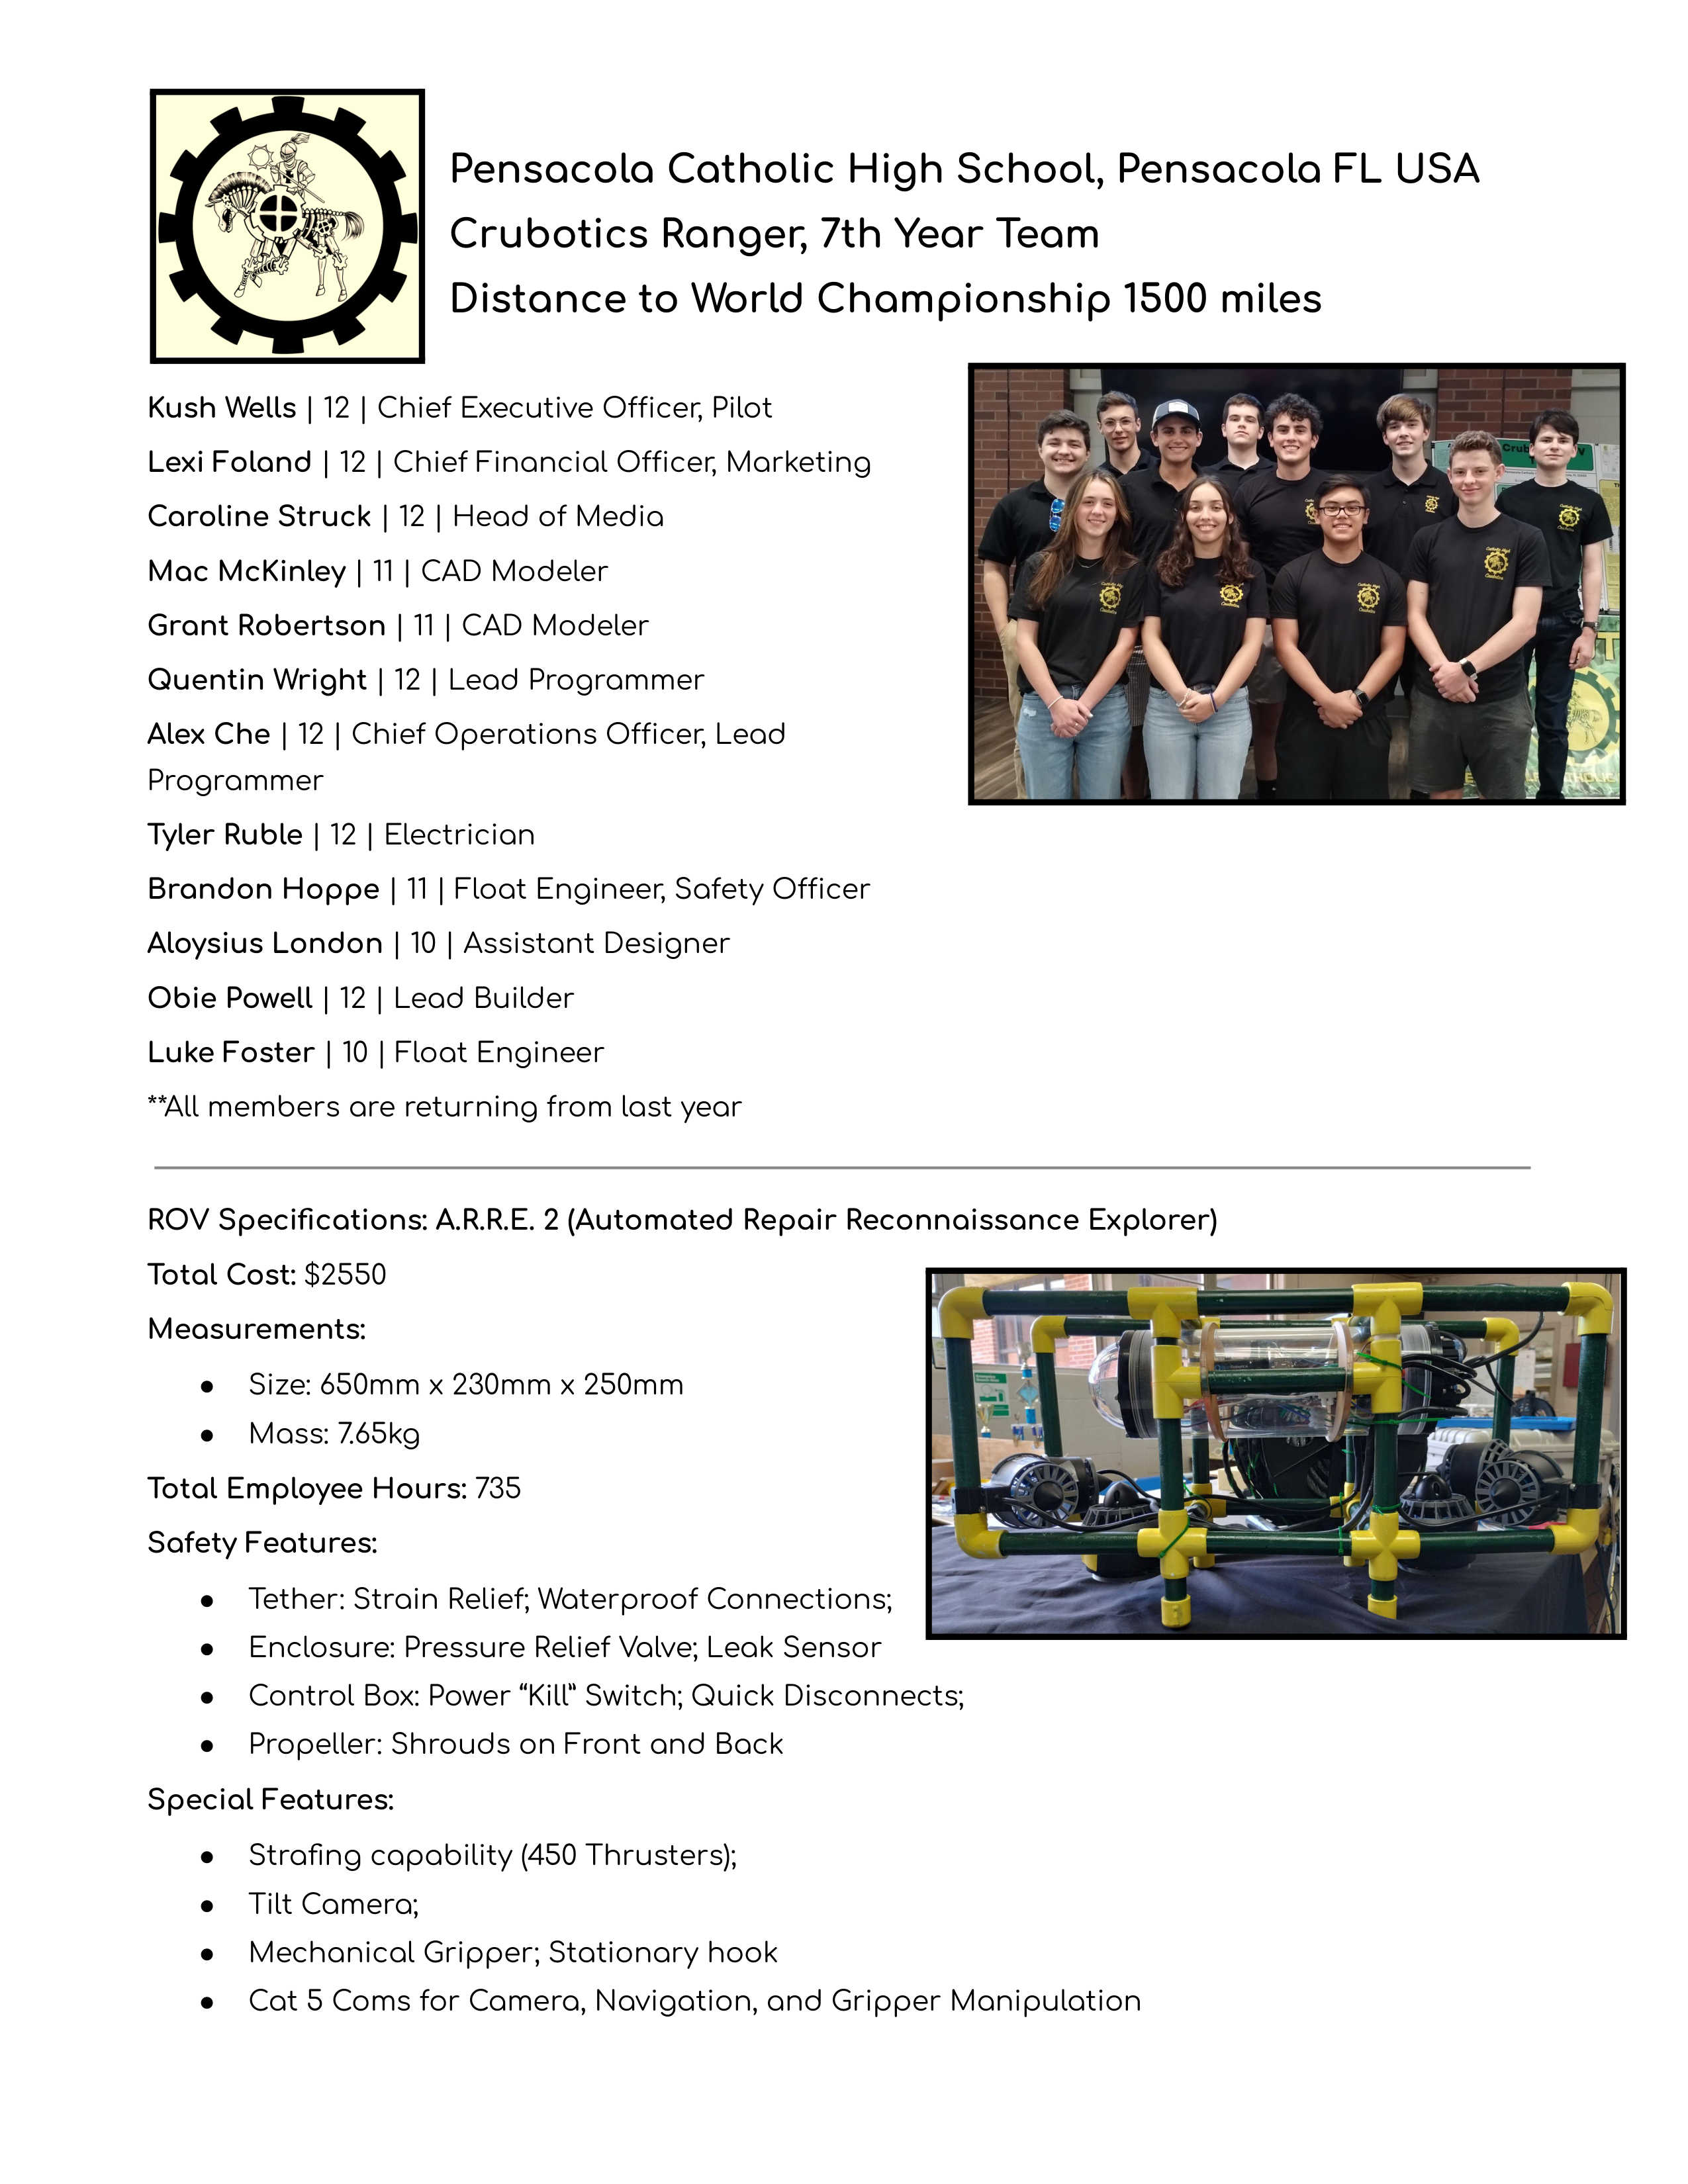 Pensacola Catholic High School, Pensacola FL USA
Crubotics Ranger, 7th Year Team
Distance to World Championship 1500 miles
Kush Wells | 12 | Chief Executive Officer, Pilot
Lexi Foland | 12 | Chief Financial Officer, Marketing
Caroline Struck | 12 | Head of Media
Mac McKinley | 11 | CAD Modeler
Grant Robertson | 11 | CAD Modeler
Quentin Wright | 12 | Lead Programmer
Alex Che | 12 | Chief Operations Officer, Lead
Programmer
Tyler Ruble | 12 | Electrician
Brandon Hoppe | 11 | Float Engineer, Safety Officer
Aloysius London | 10 | Assistant Designer
Obie Powell | 12 | Lead Builder
Luke Foster | 10 | Float Engineer
**All members are returning from last year
ROV Specifications: A.R.R.E. 2 (Automated Repair Reconnaissance Explorer)
Total Cost: $2550
Measurements:
● Size: 650mm x 230mm x 250mm
● Mass: 7.65kg
Total Employee Hours: 735
Safety Features:
● Tether: Strain Relief; Waterproof Connections;
● Enclosure: Pressure Relief Valve; Leak Sensor
● Control Box: Power “Kill” Switch; Quick Disconnects;
● Propeller: Shrouds on Front and Back
Special Features:
● Strafing capability (450 Thrusters);
● Tilt Camera;
● Mechanical Gripper; Stationary hook
● Cat 5 Coms for Camera, Navigation, and Gripper Manipulation